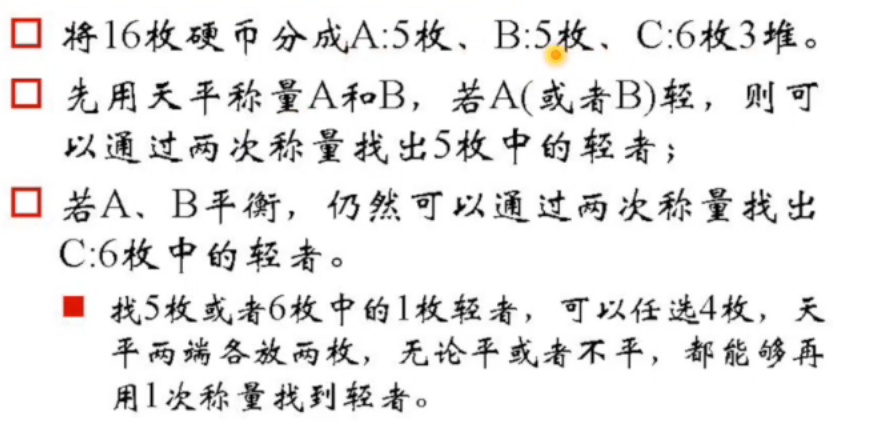 将16枚硬币分成A:5枚、B:5枚、C:6枚3堆。
先用天平称量A和B，若A(或者B)轻，则可
以通过两次称量找出5枚中的轻者；
若A、B平衡，仍然可以通过两次称量找出
C:6枚中的轻者。
找5枚或者6枚中的1枚轻者，可以任选4枚，天
平两端各放两枚，无论平或者不平，都能够再
用1次称量找到轻者。